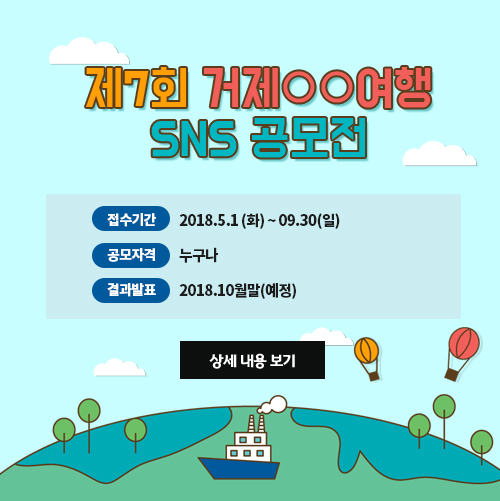 제7회 거제○○여행
SNS 공모전
접수기간 2018.5.1 (화) ~ 09.30(일)
공모자격 누구나
결과발표 2018.10월말(예정)
상세 내용 보기